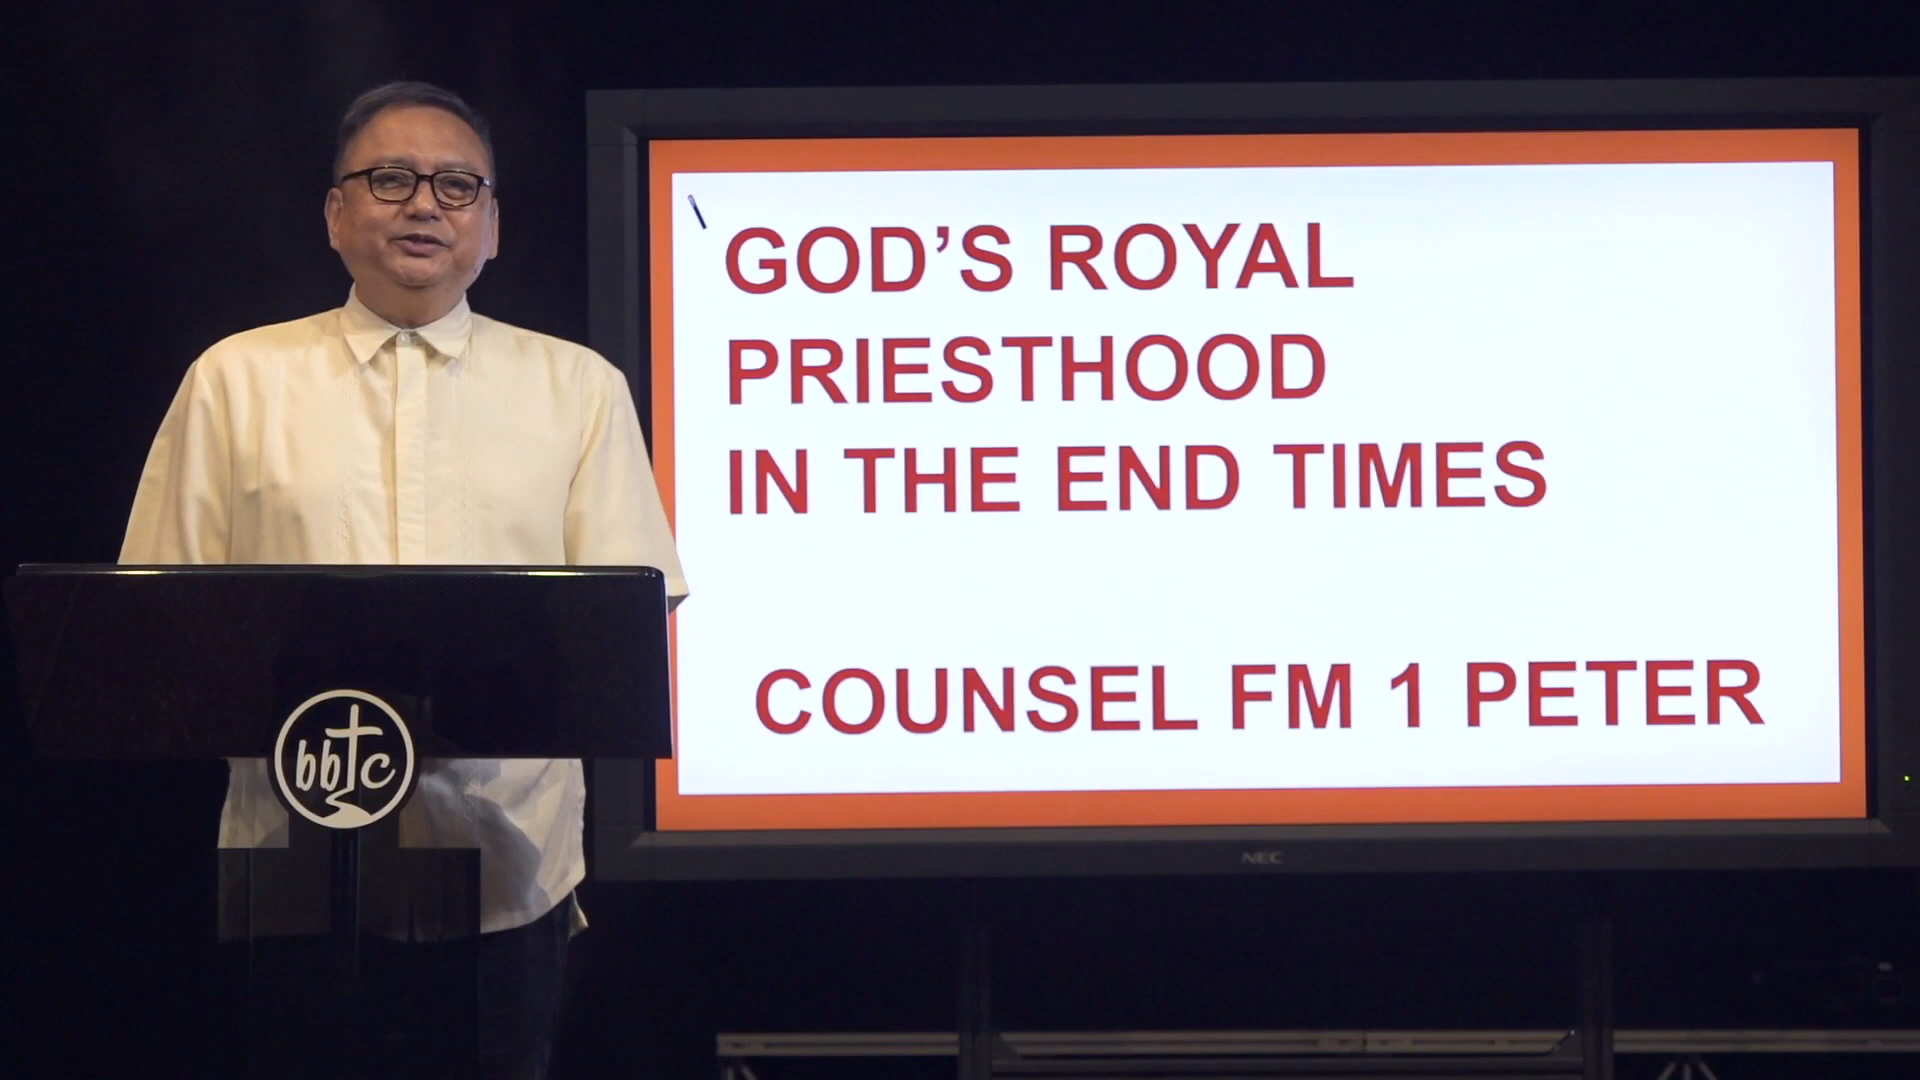 GOD’S ROYAL
PRIESTHOOD
IN THE END TIMES
COUNSEL FM 1 PETER
bbtc
NEC